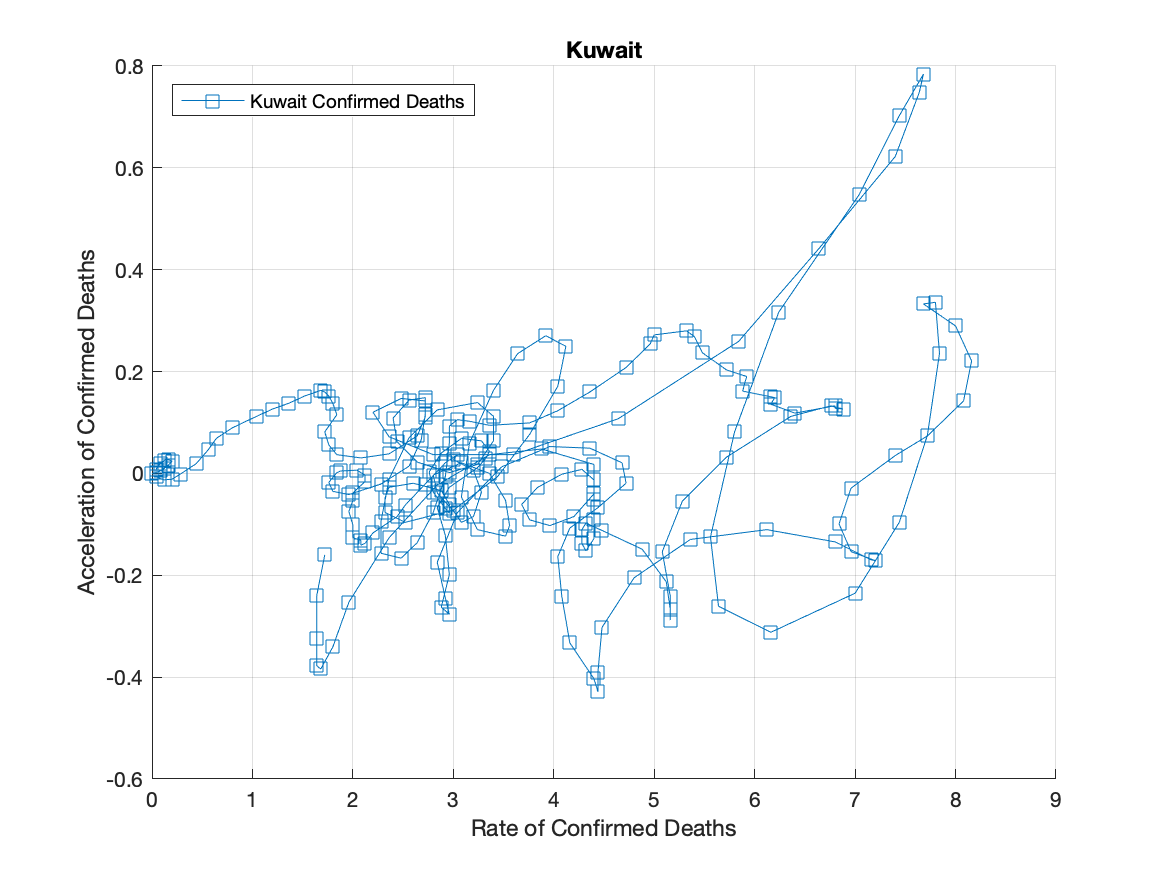 Kuwait
Kuwait Confirmed Deaths
0.8
0.6
0.4
0.2
0
-0.2
-0.4
-0.6
Acceleration of Confirmed Deaths
0 1 2 3 4 5 6 7 8 9
Rate of Confirmed Deaths